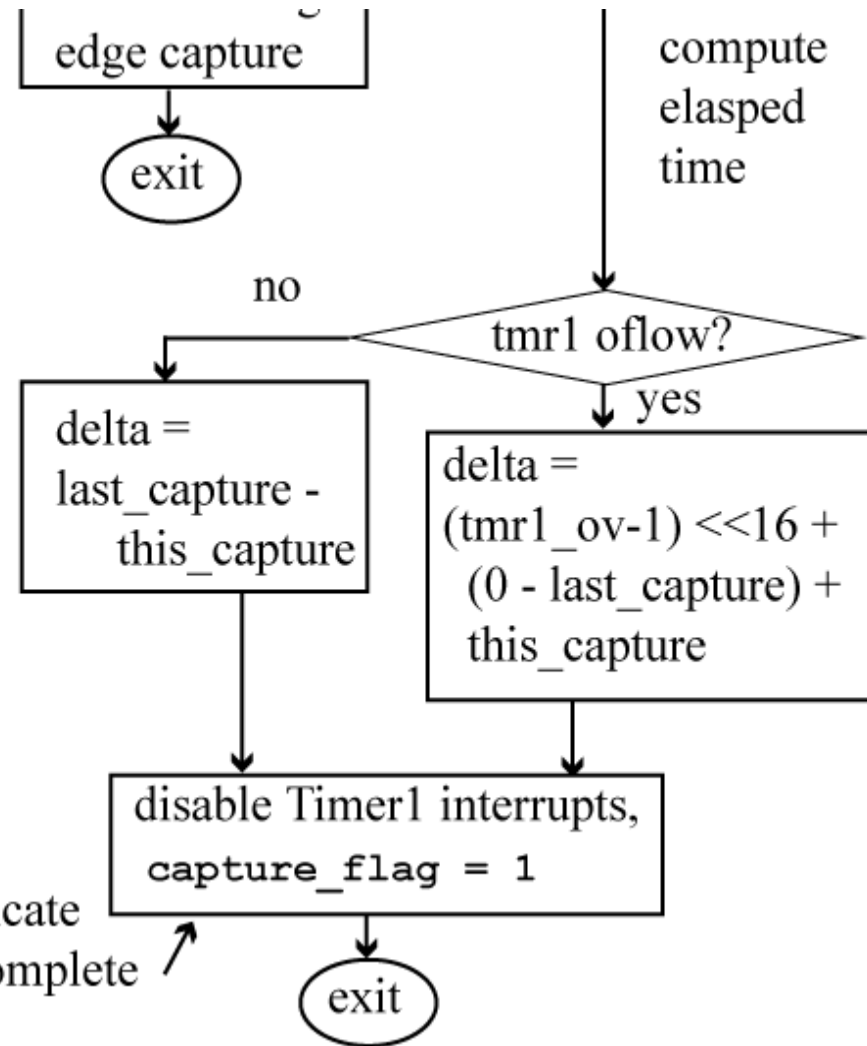 edge capture
exit
compute
elasped
time
no
tmr1 oflow?
yes
delta =
last_capture -
this_capture
delta =
(tmr1_ov-1) <<16 +
(0 - last_capture) +
this_capture
disable Timer1 interrupts,
capture_flag = 1
cate
omplete
exit